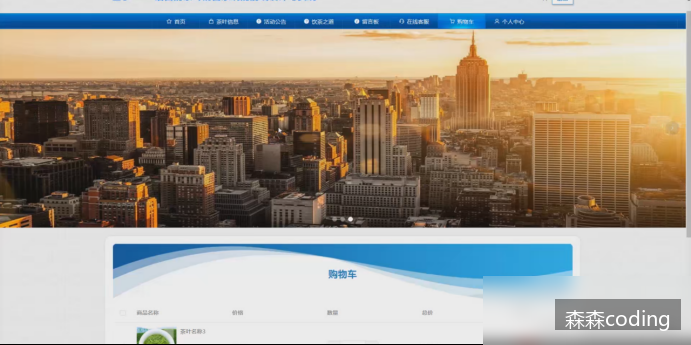 首页 茶叶信息 活动公告 饮茶之道 留言板 在线客服 购物车 个人中心
购物车
商品名称 价格 数量 总价
茶叶名称3
森森coding